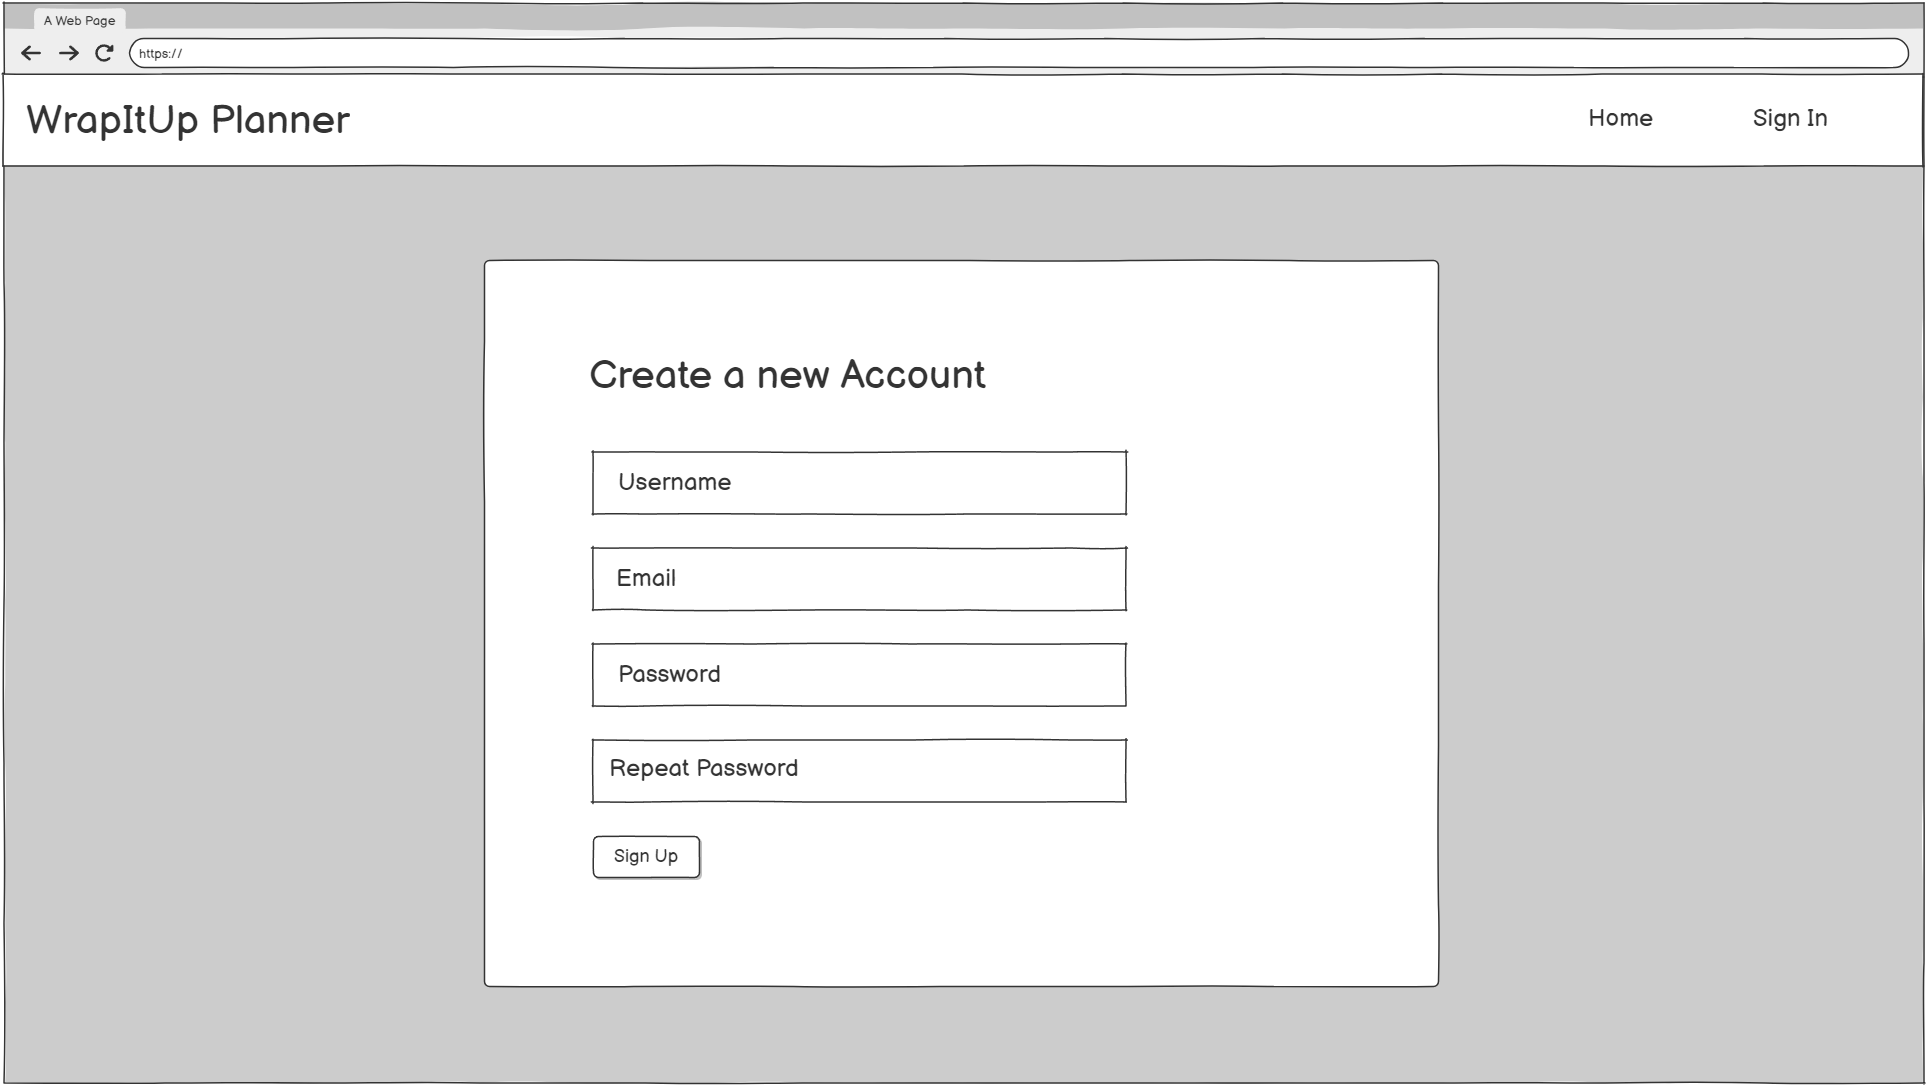 A Web Page
https://
WrapItUp Planner
Home
Sign In
Create a new Account
Username
Email
Password
Repeat Password
Sign Up